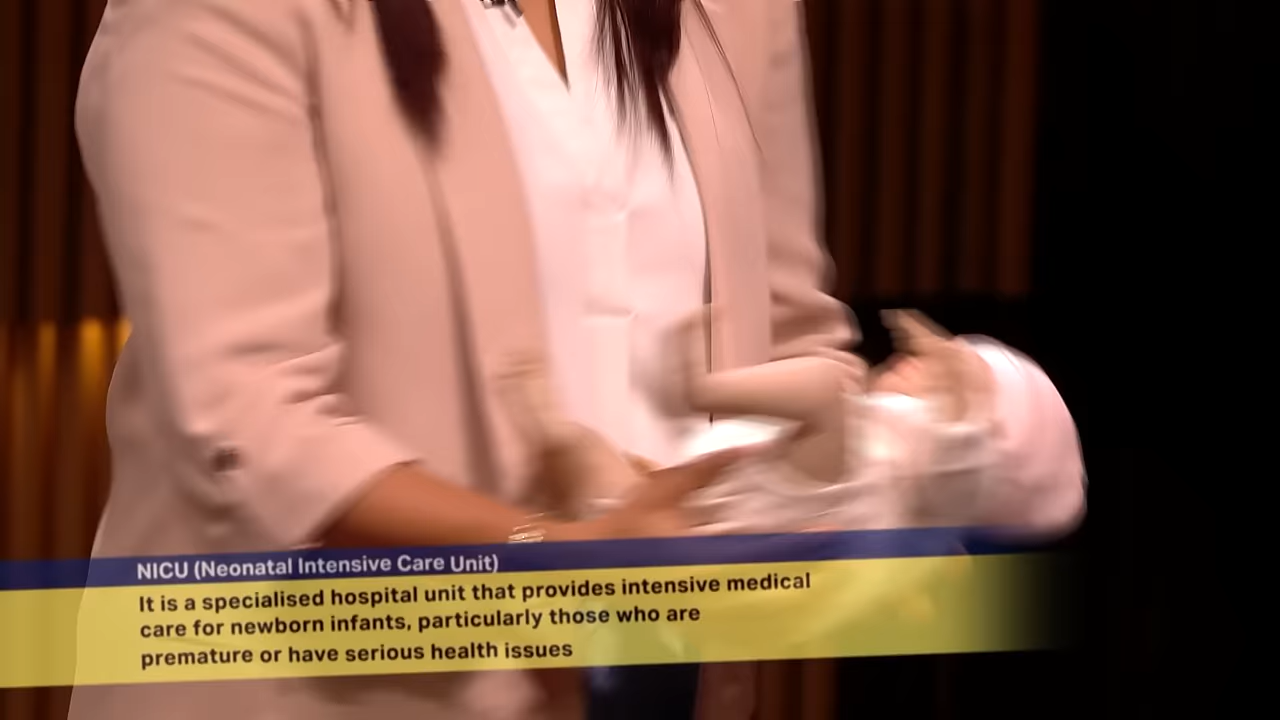 NICU (Neonatal Intensive Care Unit)
It is a specialised hospital unit that provides intensive medical
care for newborn infants, particularly those who are
premature or have serious health issues